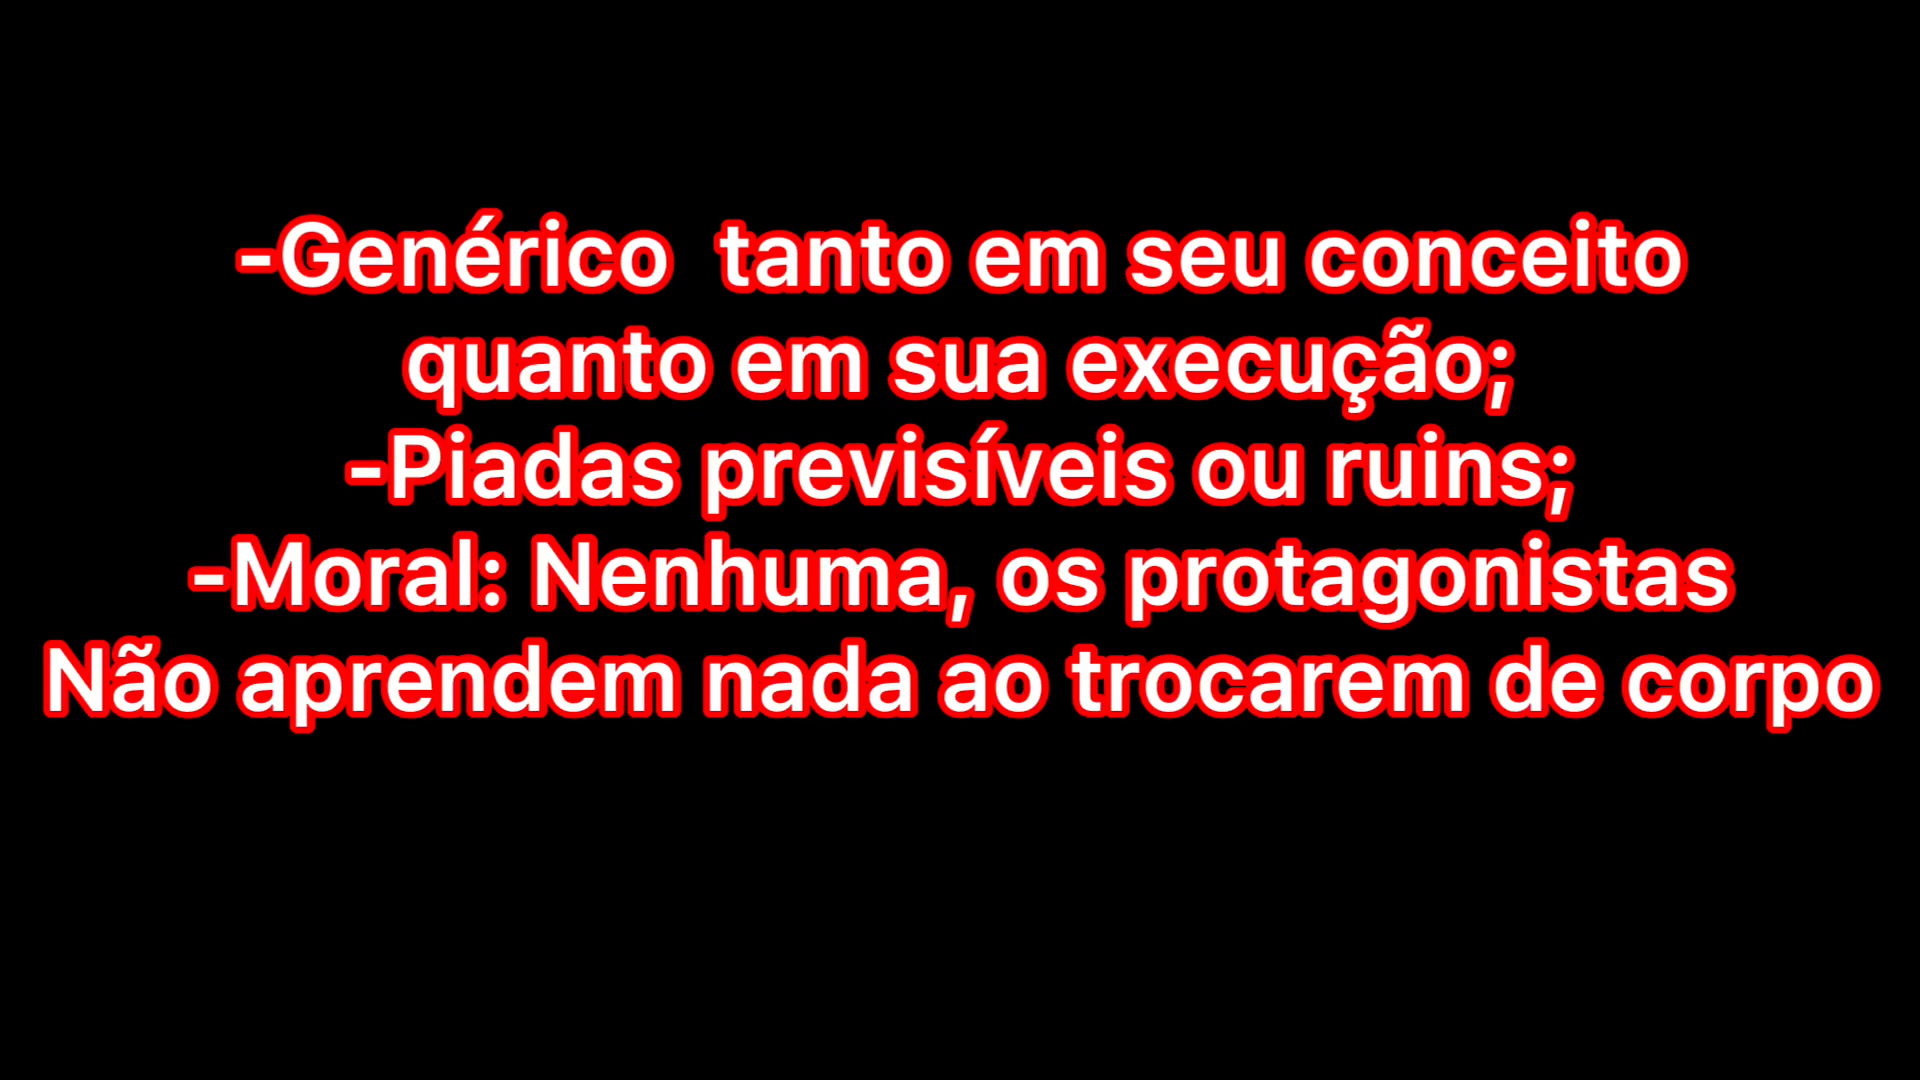 -Genérico  tanto em seu conceito
quanto em sua execução;
-Piadas previsíveis ou ruins;
-Moral: Nenhuma, os protagonistas
Não aprendem nada ao trocarem de corpo